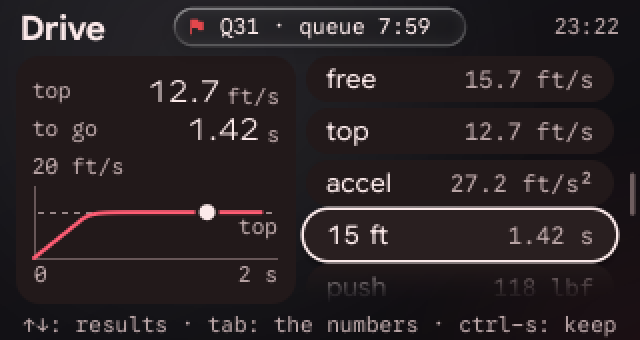 Drive
Q31 · queue 7:59
23:22
top 12.7 ft/s
to go 1.42 s
20 ft/s
top
0 2 s
free 15.7 ft/s
top 12.7 ft/s
accel 27.2 ft/s²
15 ft 1.42 s
push 118 lbf
↑↓: results · tab: the numbers · ctrl-s: keep